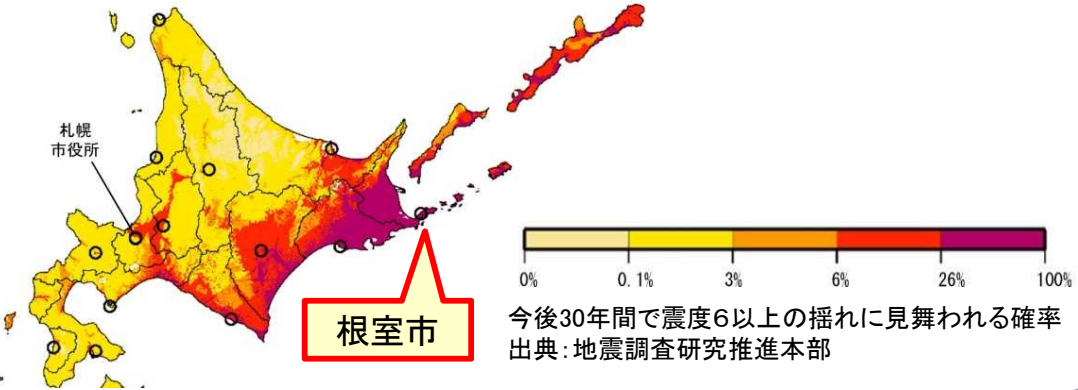 札幌
市役所
根室市
0%
0.1%
3%
6%
26%
100%
今後30年間で震度6以上の揺れに見舞われる確率
出典:地震調査研究推進本部